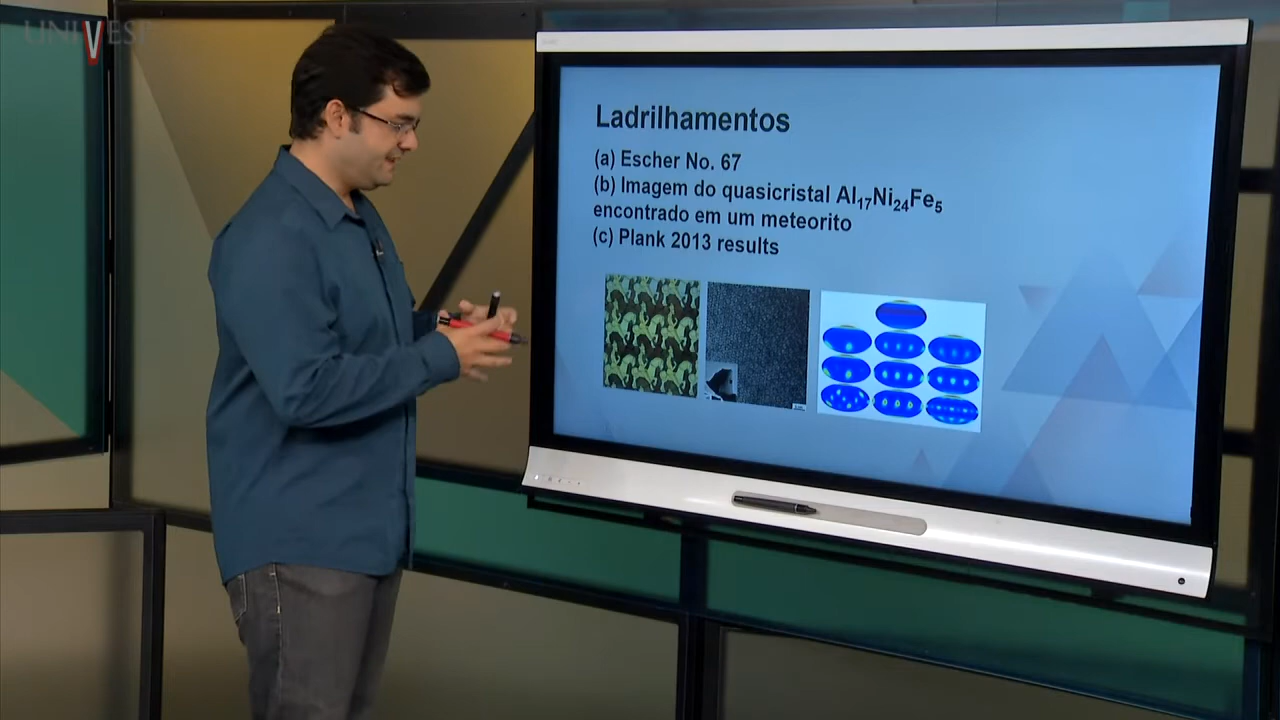 UNIVESP
Ladrilhamentos
(a) Escher No. 67
(b) Imagem do quasicristal Al₁₇Ni₂₄Fe₅
encontrado em um meteorito
(c) Plank 2013 results